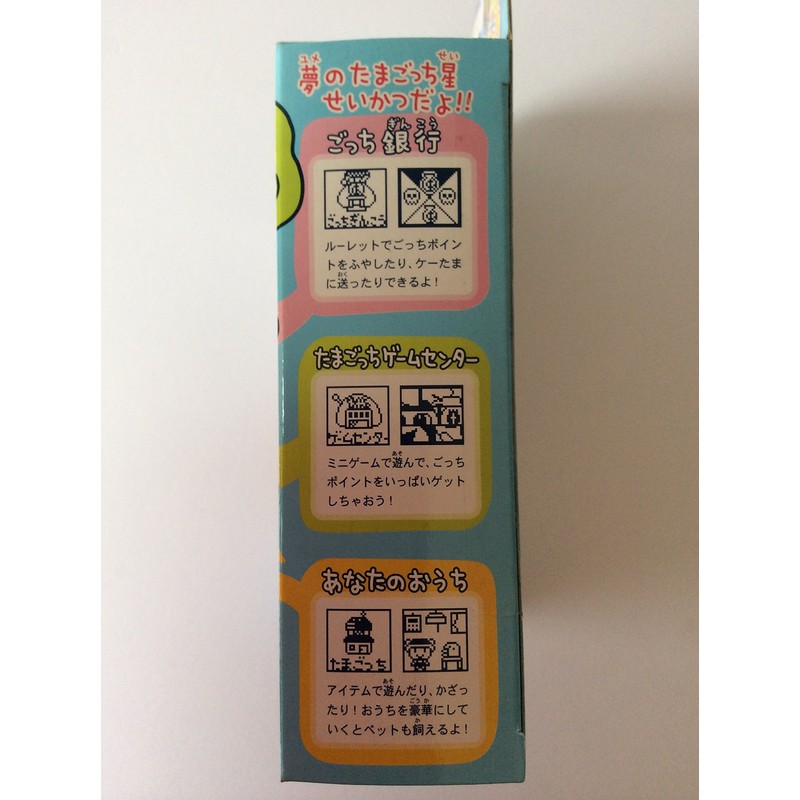 夢のたまごっち星
せいかつだよ!!
ごっち銀行
ごっちぎんこう
ルーレットでごっちポイン
トをふやしたり、ケーたま
に送ったりできるよ!
たまごっちゲームセンター
ゲームセンター
ミニゲームで遊んで、ごっち
ポイントをいっぱいゲット
しちゃおう!
あなたのおうち
たまごっち
アイテムで遊んだり、かざっ
たり!おうちを豪華にして
いくとペットも飼えるよ!